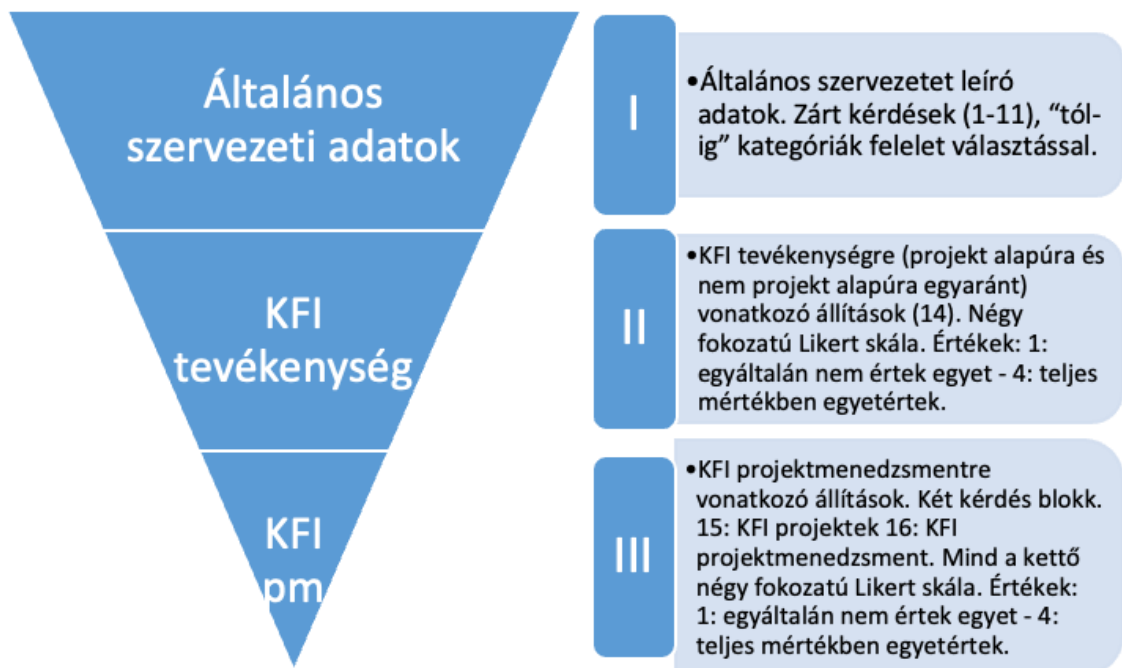 Általános
szervezeti adatok
KFI
tevékenység
KFI
pm
I
•Általános szervezetet leíró
adatok. Zárt kérdések (1-11), “tól-
ig” kategóriák felelet választással.
II
•KFI tevékenységre (projekt alapúra és
nem projekt alapúra egyaránt)
vonatkozó állítások (14). Négy
fokozatú Likert skála. Értékek: 1:
egyáltalán nem értek egyet - 4: teljes
mértékben egyetértek.
III
•KFI projektmenedzsmentre
vonatkozó állítások. Két kérdés blokk.
15: KFI projektek 16: KFI
projektmenedzsment. Mind a kettő
négy fokozatú Likert skála. Értékek:
1: egyáltalán nem értek egyet - 4:
teljes mértékben egyetértek.